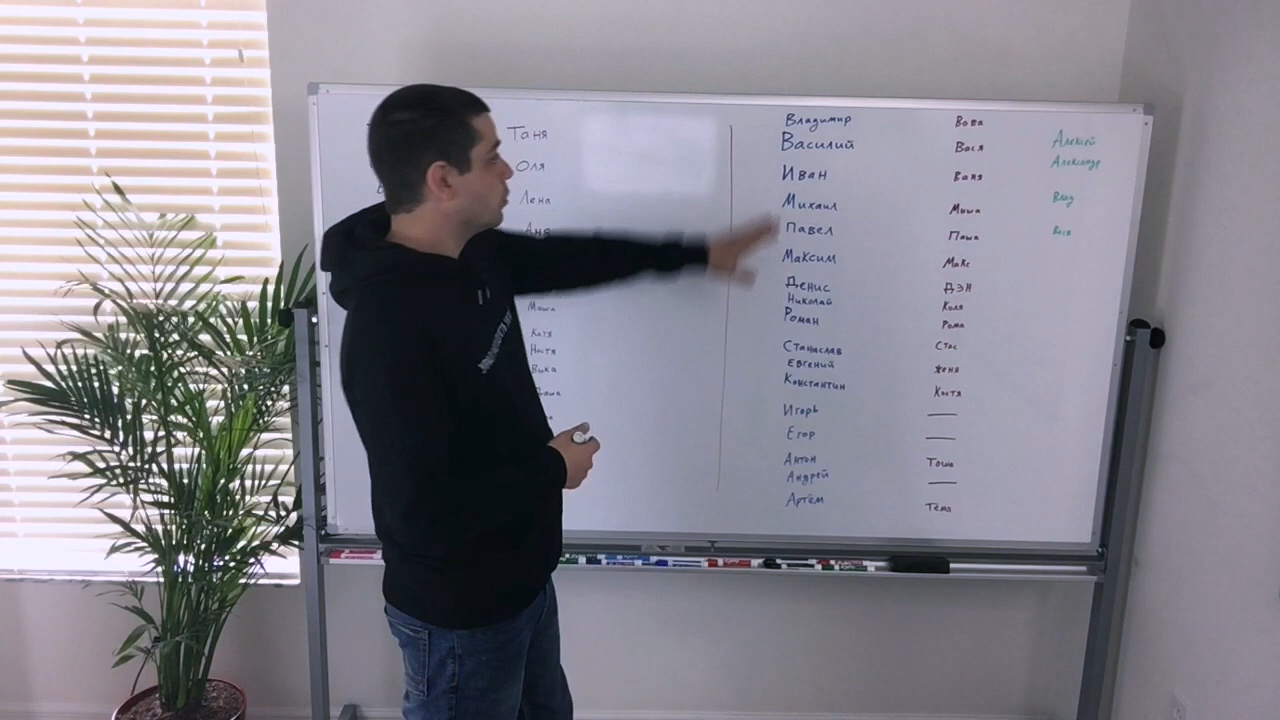 Таня
Оля
Лена
Аня
Маша
Катя
Настя
Вика
Владимир Вова
Василий Вася
Иван Ваня
Михаил Миша
Павел Паша
Максим Макс
Денис Дэн
Николай Коля
Роман Рома
Станислав Стас
Евгений Женя
Константин Костя
Игорь —
Егор —
Антон Тоша
Андрей —
Артём Тёма
Алексей
Александр
Влад
Вася